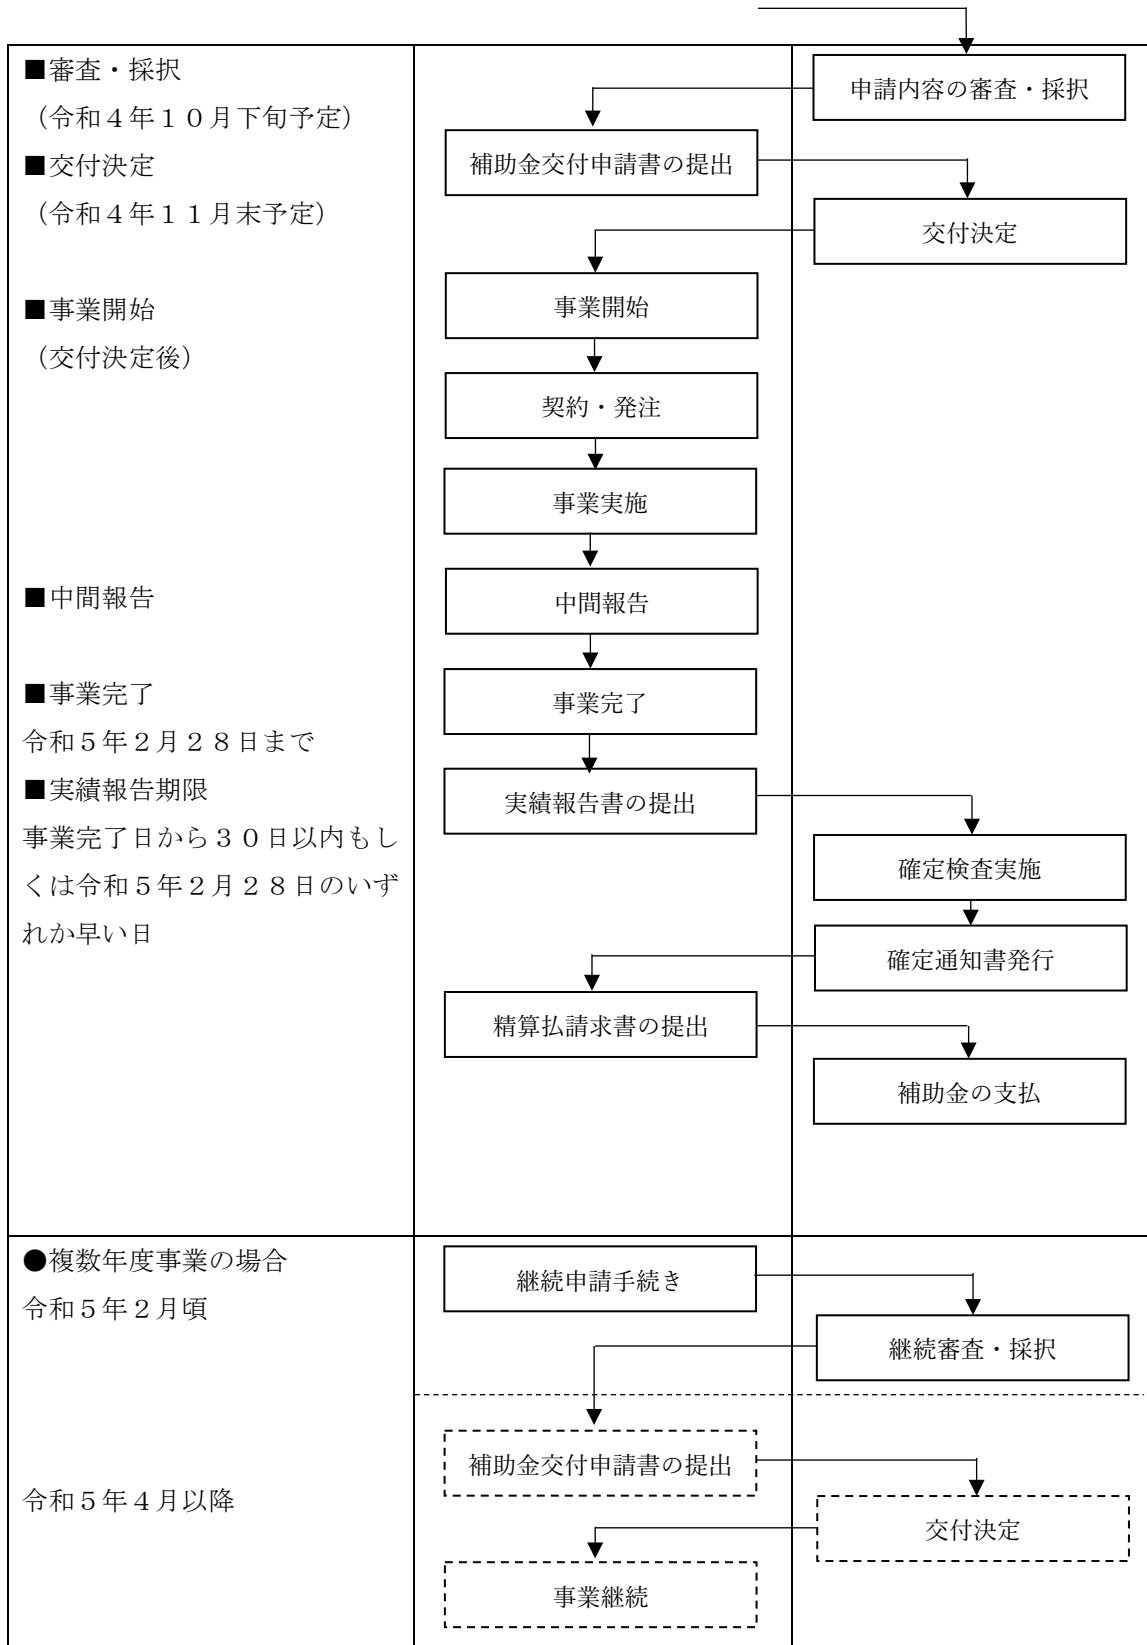 ■審査・採択
（令和４年１０月下旬予定）
■交付決定
（令和４年１１月末予定）
■事業開始
（交付決定後）
■中間報告
■事業完了
令和５年２月２８日まで
■実績報告期限
事業完了日から３０日以内もし
くは令和５年２月２８日のいず
れか早い日
申請内容の審査・採択
補助金交付申請書の提出
交付決定
事業開始
契約・発注
事業実施
中間報告
事業完了
実績報告書の提出
確定検査実施
確定通知書発行
精算払請求書の提出
補助金の支払
●複数年度事業の場合
令和５年２月頃
令和５年４月以降
継続申請手続き
継続審査・採択
補助金交付申請書の提出
交付決定
事業継続